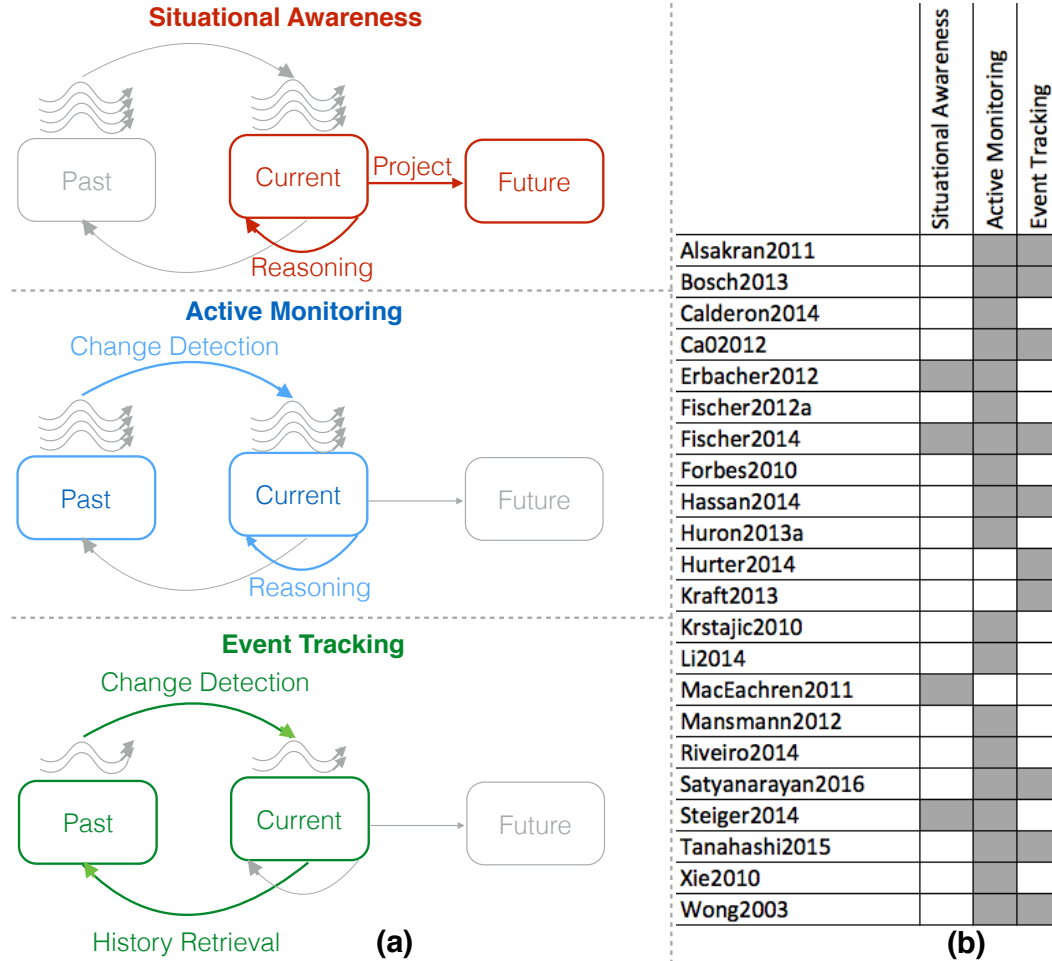 Situational Awareness
Past
Current
Project
Future
Reasoning
Active Monitoring
Change Detection
Past
Current
Future
Reasoning
Event Tracking
Change Detection
Past
Current
Future
History Retrieval
(a)
Situational Awareness
Active Monitoring
Event Tracking
Alsakran2011
Bosch2013
Calderon2014
Ca02012
Erbacher2012
Fischer2012a
Fischer2014
Forbes2010
Hassan2014
Huron2013a
Hurter2014
Kraft2013
Krstajic2010
Li2014
MacEachren2011
Mansmann2012
Riveiro2014
Satyanarayan2016
Steiger2014
Tanahashi2015
Xie2010
Wong2003
(b)